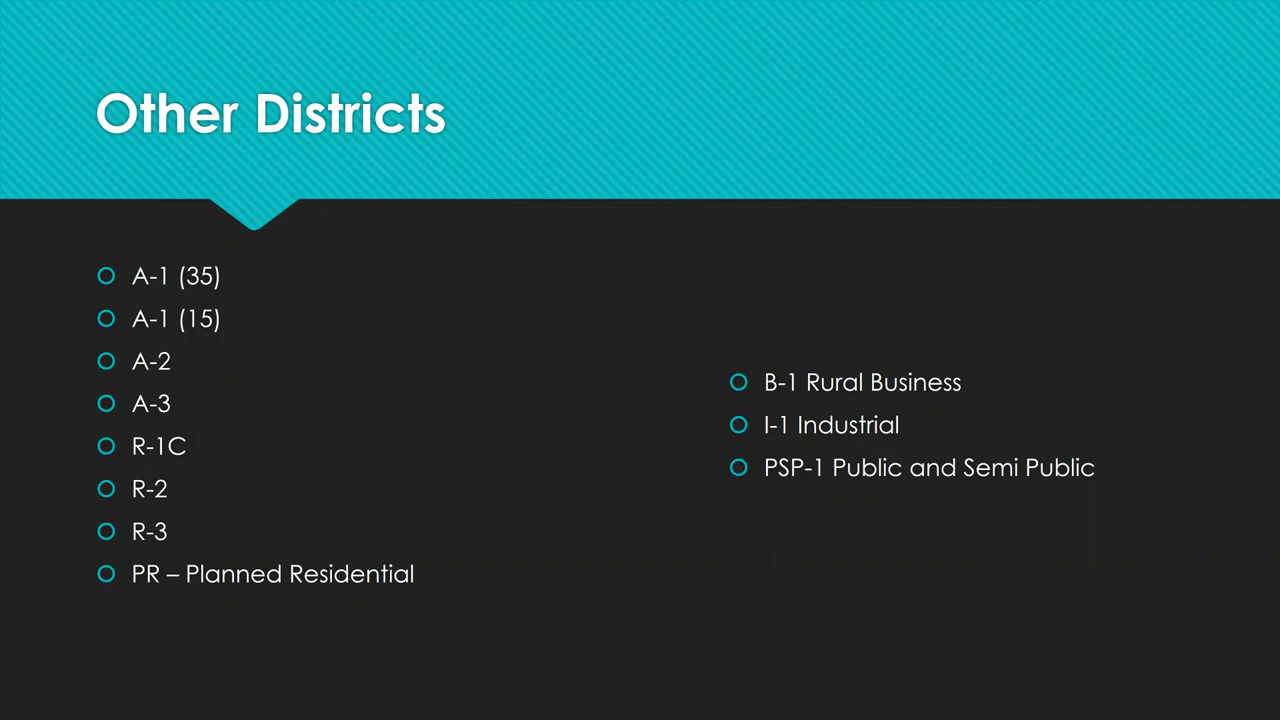 Other Districts
A-1 (35)
A-1 (15)
A-2
A-3
R-1C
R-2
R-3
PR – Planned Residential
B-1 Rural Business
I-1 Industrial
PSP-1 Public and Semi Public